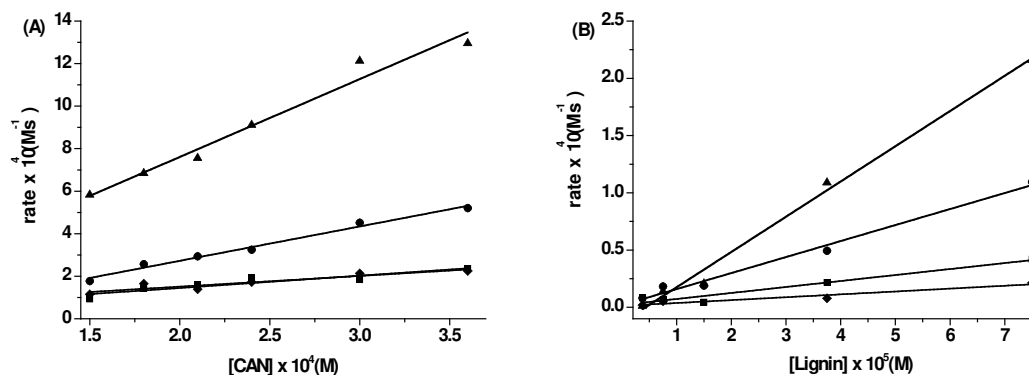 (A)
14
12
10
8
6
4
2
0
rate x 10⁴(Ms⁻¹)
1.5 2.0 2.5 3.0 3.5
[CAN] x 10⁴(M)
(B)
2.5
2.0
1.5
1.0
0.5
0.0
rate x 10⁴(Ms⁻¹)
1 2 3 4 5 6 7
[Lignin] x 10⁵(M)